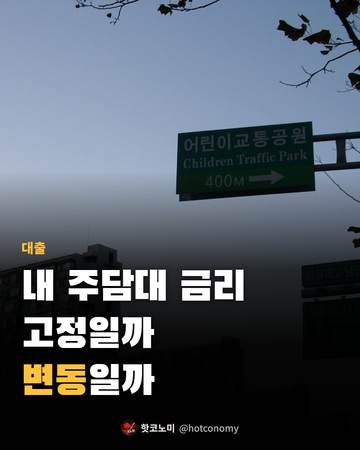 어린이교통공원
Children Traffic Park
400M
대출
내 주담대 금리
고정일까
변동일까
핫코노미 @hotconomy